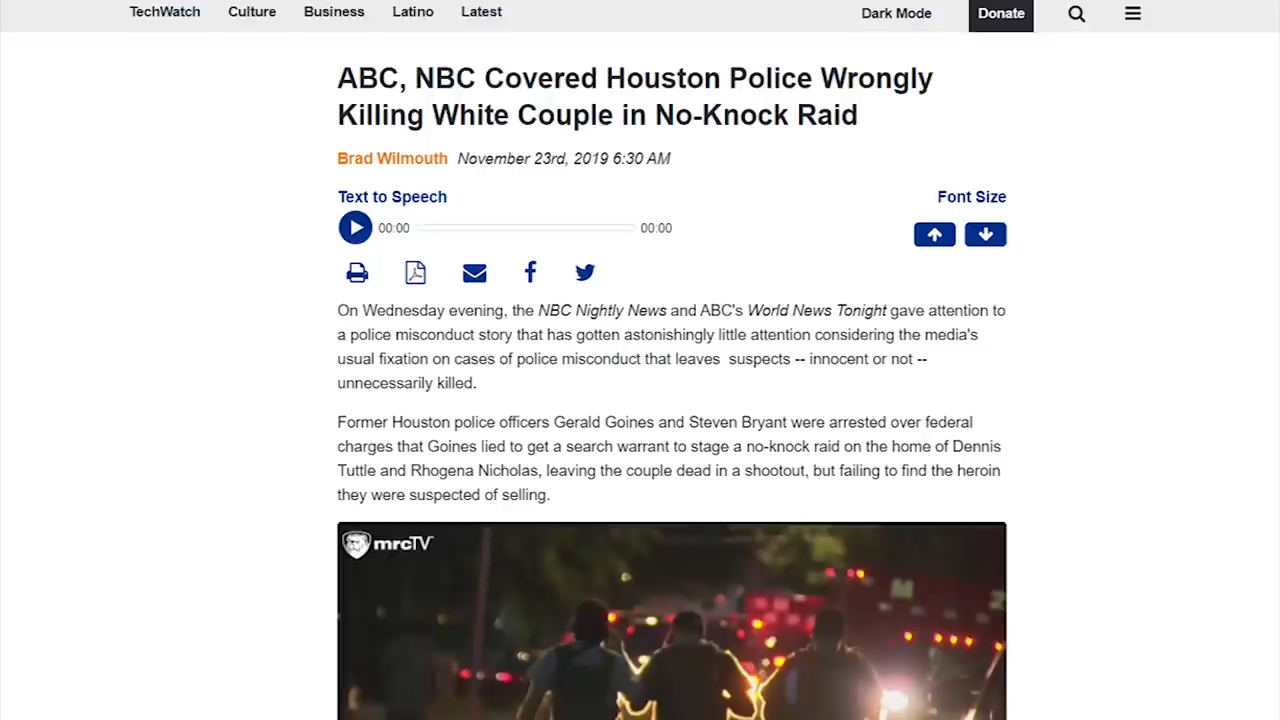 TechWatch Culture Business Latino Latest Dark Mode Donate
ABC, NBC Covered Houston Police Wrongly
Killing White Couple in No-Knock Raid
Brad Wilmouth November 23rd, 2019 6:30 AM
Text to Speech Font Size
00:00 00:00
On Wednesday evening, the NBC Nightly News and ABC's World News Tonight gave attention to
a police misconduct story that has gotten astonishingly little attention considering the media's
usual fixation on cases of police misconduct that leaves suspects -- innocent or not --
unnecessarily killed.
Former Houston police officers Gerald Goines and Steven Bryant were arrested over federal
charges that Goines lied to get a search warrant to stage a no-knock raid on the home of Dennis
Tuttle and Rhogena Nicholas, leaving the couple dead in a shootout, but failing to find the heroin
they were suspected of selling.
mrcTV